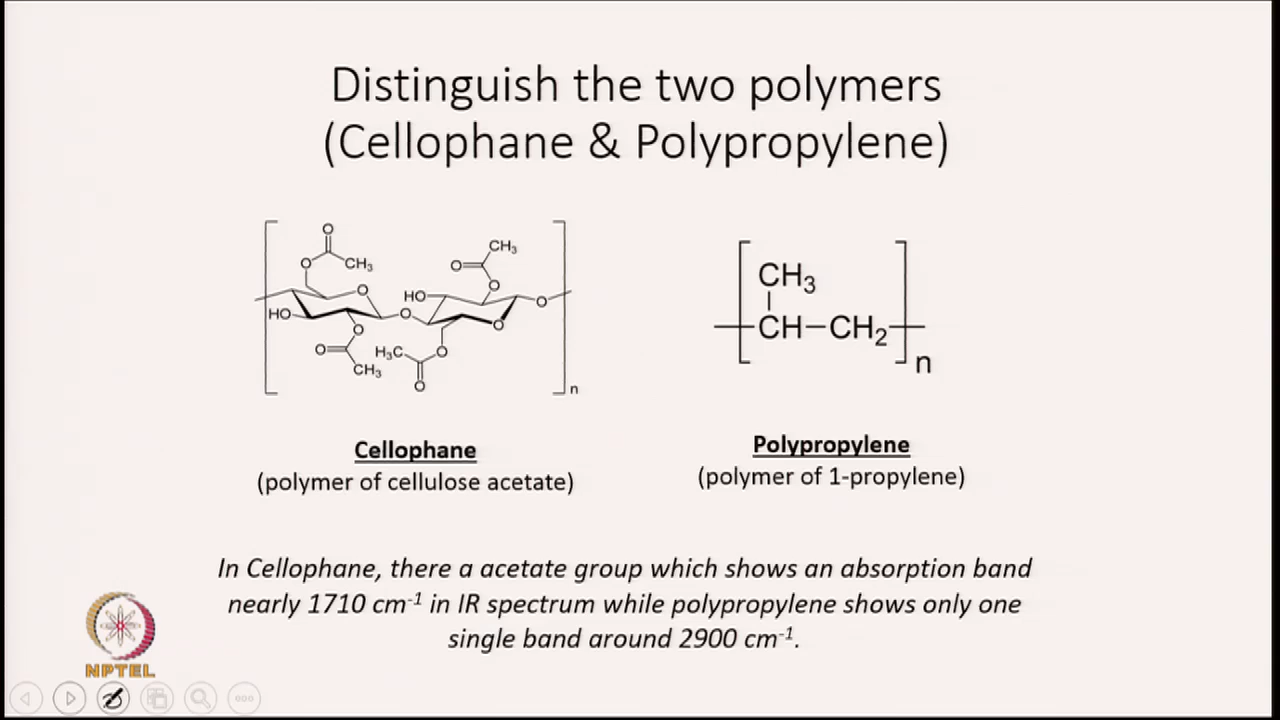 Distinguish the two polymers
(Cellophane & Polypropylene)
O
O
CH₃
O
HO
O
O
CH₃
O
HO
O
CH₃
O
O
O
O
H₃C
O
O
n
CH₃
CH–CH₂
n
Cellophane
(polymer of cellulose acetate)
Polypropylene
(polymer of 1-propylene)
In Cellophane, there a acetate group which shows an absorption band
nearly 1710 cm⁻¹ in IR spectrum while polypropylene shows only one
single band around 2900 cm⁻¹.
NPTEL